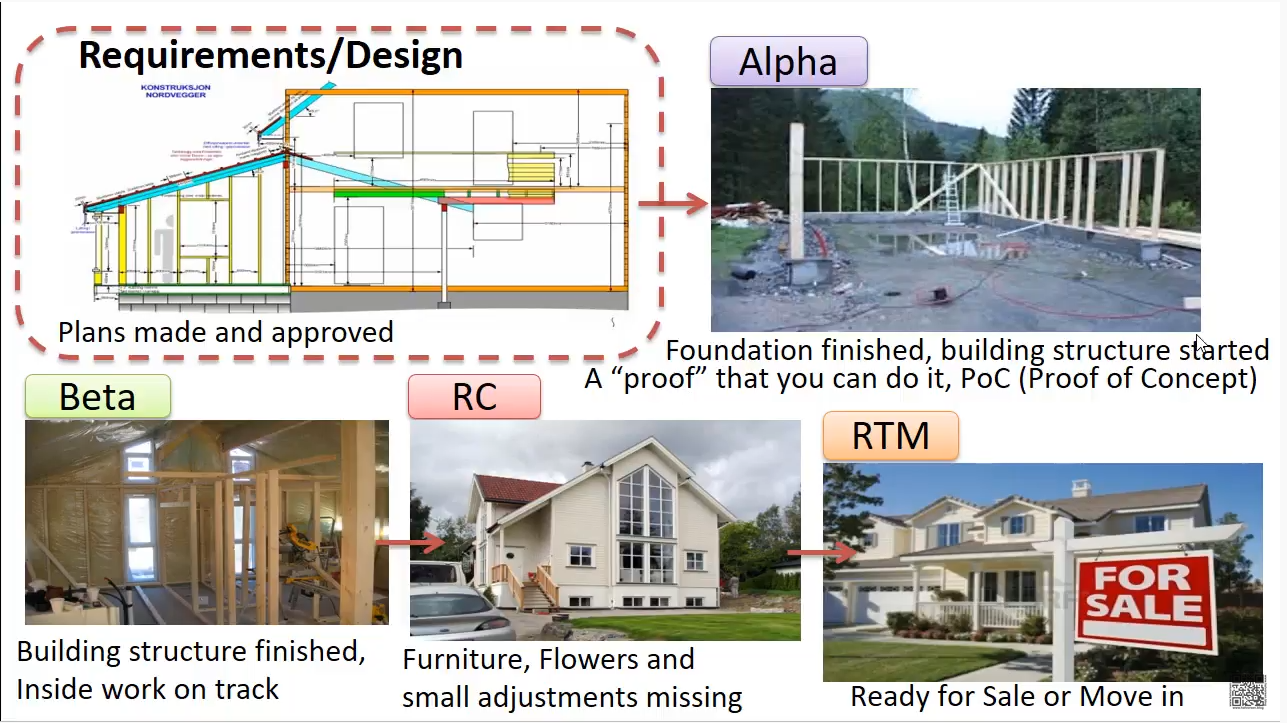 Requirements/Design
KONSTRUKSJON
NORDVEGGER
Plans made and approved
Alpha
Foundation finished, building structure started
A “proof” that you can do it, PoC (Proof of Concept)
Beta
Building structure finished,
Inside work on track
RC
Furniture, Flowers and
small adjustments missing
RTM
FOR
SALE
Ready for Sale or Move in